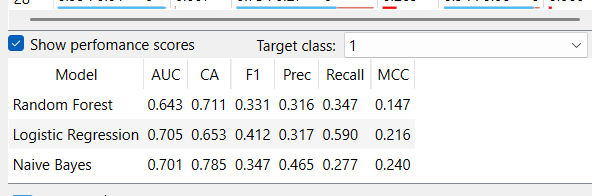 Show perfomance scores Target class: 1
Model AUC CA F1 Prec Recall MCC
Random Forest 0.643 0.711 0.331 0.316 0.347 0.147
Logistic Regression 0.705 0.653 0.412 0.317 0.590 0.216
Naive Bayes 0.701 0.785 0.347 0.465 0.277 0.240